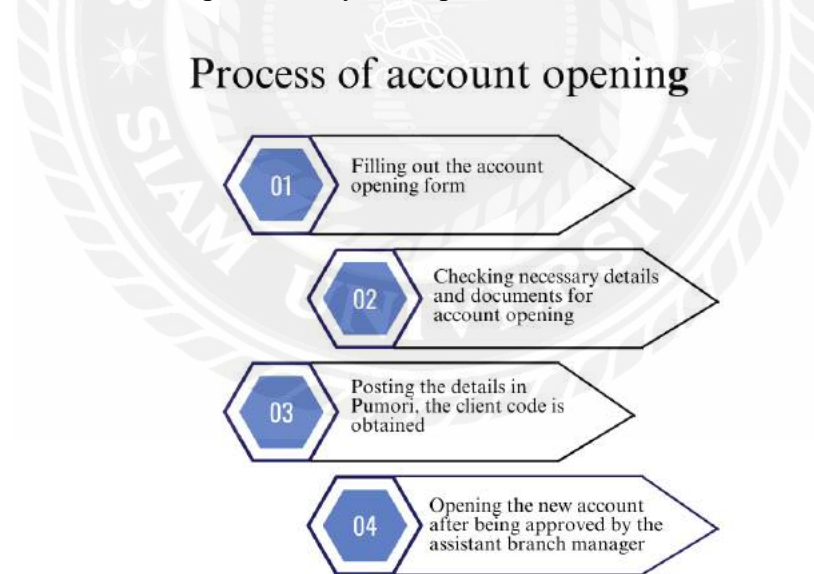 Process of account opening
01
Filling out the account
opening form
02
Checking necessary details
and documents for
account opening
03
Posting the details in
Pumori, the client code is
obtained
04
Opening the new account
after being approved by the
assistant branch manager
SIAM UNIVERSITY